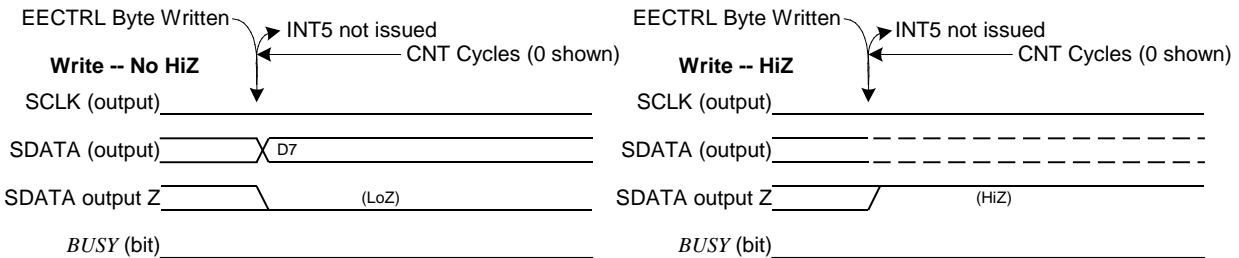 EECTRL Byte Written
INT5 not issued
CNT Cycles (0 shown)
Write -- No HiZ
SCLK (output)
SDATA (output)
D7
SDATA output Z
(LoZ)
BUSY (bit)
EECTRL Byte Written
INT5 not issued
CNT Cycles (0 shown)
Write -- HiZ
SCLK (output)
SDATA (output)
SDATA output Z
(HiZ)
BUSY (bit)